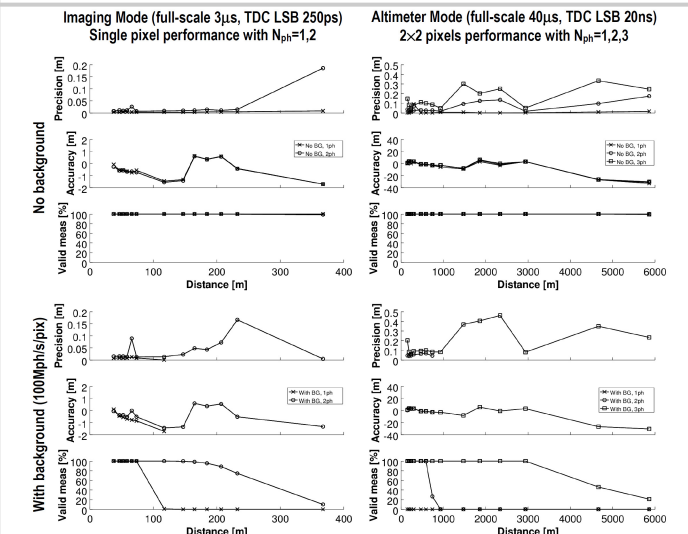 Imaging Mode (full-scale 3μs, TDC LSB 250ps)
Single pixel performance with Nph=1,2
Altimeter Mode (full-scale 40μs, TDC LSB 20ns)
2×2 pixels performance with Nph=1,2,3
No background
Precision [m]
0.2
0.15
0.1
0.05
0
Accuracy [m]
2
1
0
-1
-2
No BG, 1ph
No BG, 2ph
Valid meas [%]
100
80
60
40
20
0
0
100
200
300
400
Distance [m]
Precision [m]
0.5
0.4
0.3
0.2
0.1
0
Accuracy [m]
40
20
0
-20
-40
No BG, 1ph
No BG, 2ph
No BG, 3ph
Valid meas [%]
100
80
60
40
20
0
0
1000
2000
3000
4000
5000
6000
Distance [m]
With background (100Mph/s/pix)
Precision [m]
0.2
0.15
0.1
0.05
0
Accuracy [m]
2
1
0
-1
-2
With BG, 1ph
With BG, 2ph
Valid meas [%]
100
80
60
40
20
0
0
100
200
300
400
Distance [m]
Precision [m]
0.5
0.4
0.3
0.2
0.1
0
Accuracy [m]
40
20
0
-20
-40
With BG, 1ph
With BG, 2ph
With BG, 3ph
Valid meas [%]
100
80
60
40
20
0
0
1000
2000
3000
4000
5000
6000
Distance [m]